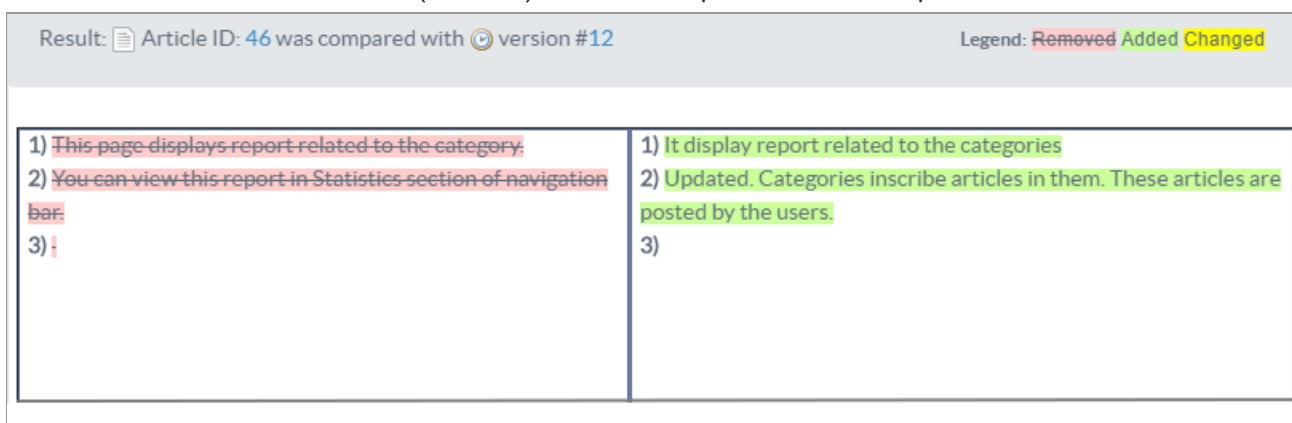 Result: Article ID: 46 was compared with version #12
Legend: Removed Added Changed
1) This page displays report related to the category.
2) You can view this report in Statistics section of navigation
bar.
3) .
1) It display report related to the categories
2) Updated. Categories inscribe articles in them. These articles are
posted by the users.
3)